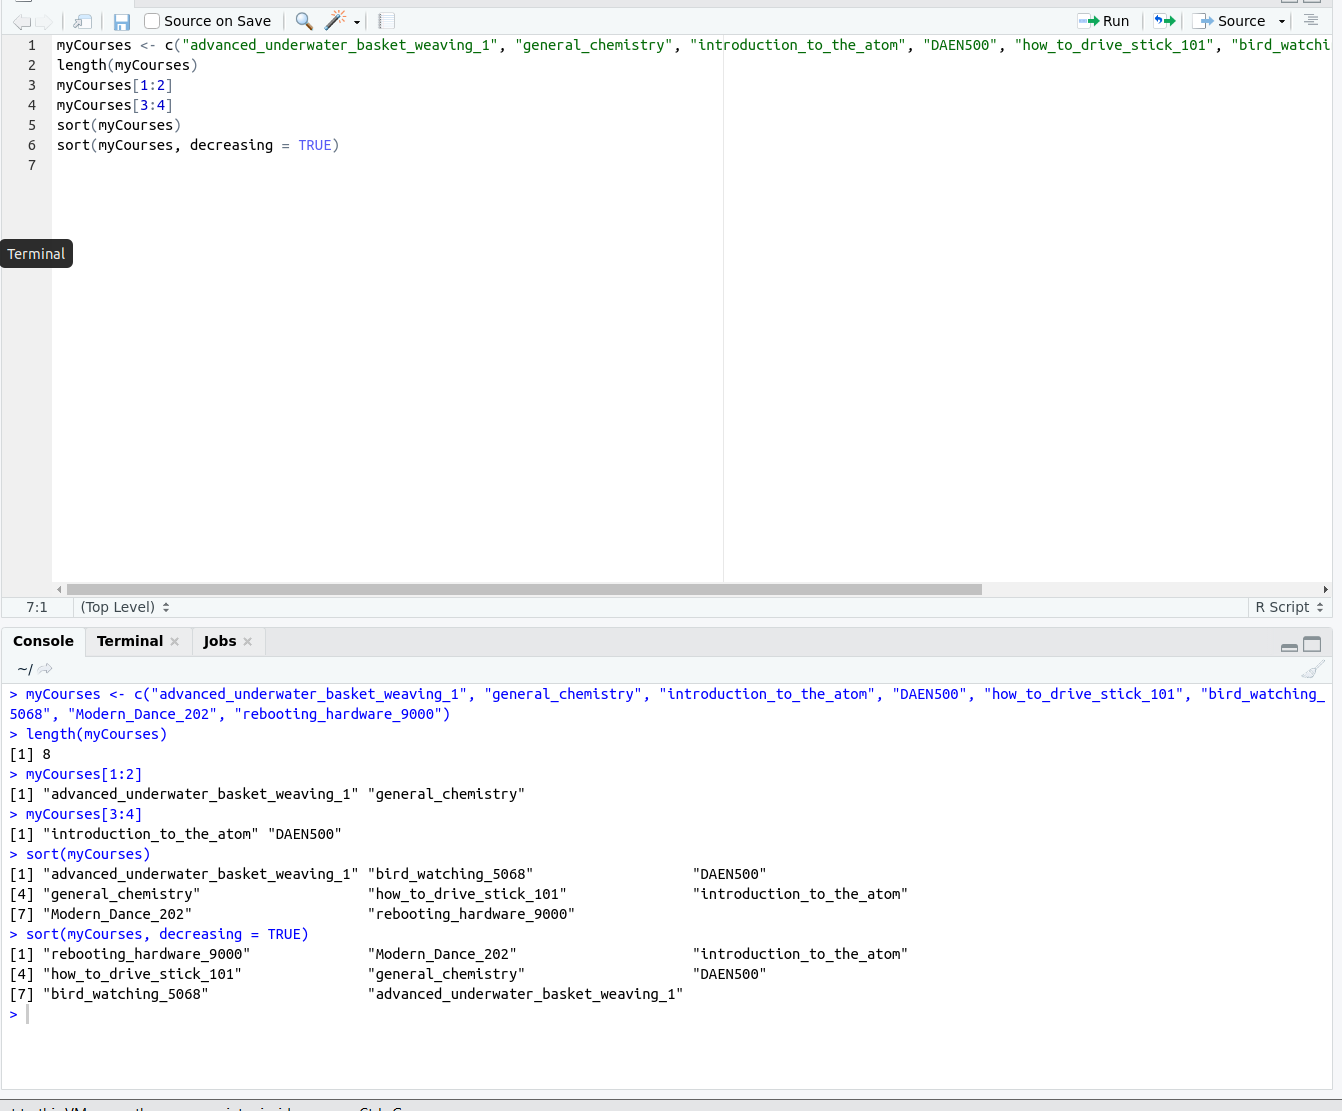 Source on Save
Run
Source
1 myCourses <- c("advanced_underwater_basket_weaving_1", "general_chemistry", "introduction_to_the_atom", "DAEN500", "how_to_drive_stick_101", "bird_watchi
2 length(myCourses)
3 myCourses[1:2]
4 myCourses[3:4]
5 sort(myCourses)
6 sort(myCourses, decreasing = TRUE)
7
Terminal
7:1 (Top Level) R Script
Console Terminal Jobs
~/
> myCourses <- c("advanced_underwater_basket_weaving_1", "general_chemistry", "introduction_to_the_atom", "DAEN500", "how_to_drive_stick_101", "bird_watching_
5068", "Modern_Dance_202", "rebooting_hardware_9000")
> length(myCourses)
[1] 8
> myCourses[1:2]
[1] "advanced_underwater_basket_weaving_1" "general_chemistry"
> myCourses[3:4]
[1] "introduction_to_the_atom" "DAEN500"
> sort(myCourses)
[1] "advanced_underwater_basket_weaving_1" "bird_watching_5068" "DAEN500"
[4] "general_chemistry" "how_to_drive_stick_101" "introduction_to_the_atom"
[7] "Modern_Dance_202" "rebooting_hardware_9000"
> sort(myCourses, decreasing = TRUE)
[1] "rebooting_hardware_9000" "Modern_Dance_202" "introduction_to_the_atom"
[4] "how_to_drive_stick_101" "general_chemistry" "DAEN500"
[7] "bird_watching_5068" "advanced_underwater_basket_weaving_1"
>